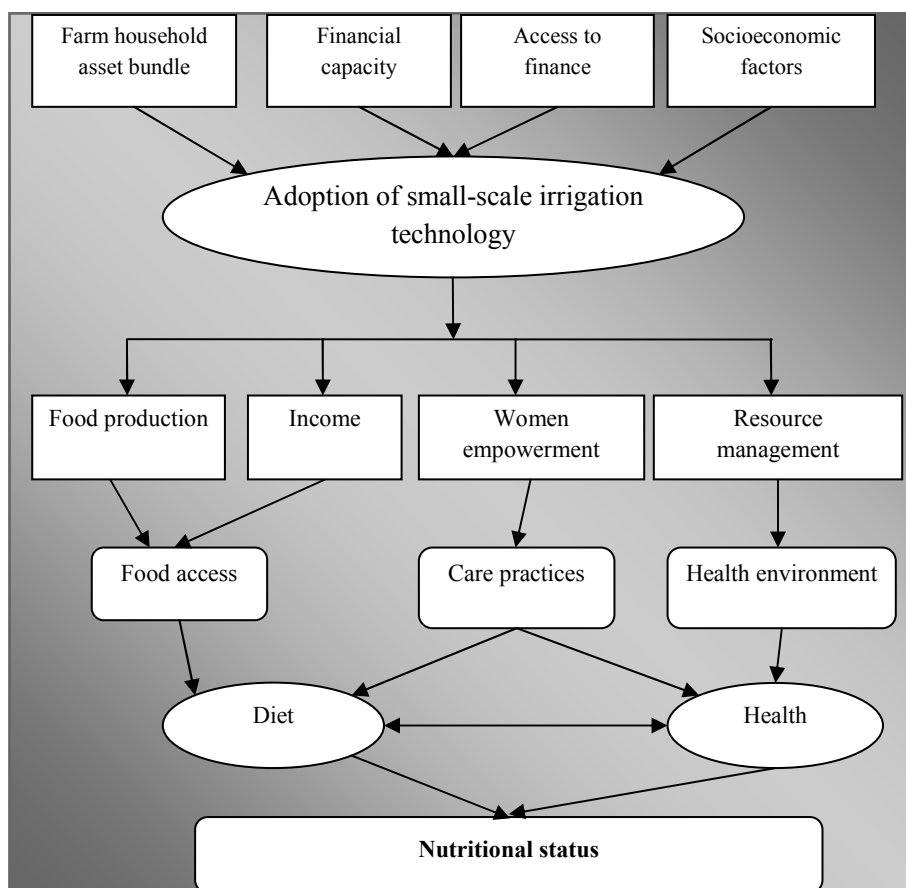 Farm household
asset bundle
Financial
capacity
Access to
finance
Socioeconomic
factors
Adoption of small-scale irrigation
technology
Food production
Income
Women
empowerment
Resource
management
Food access
Care practices
Health environment
Diet
Health
Nutritional status